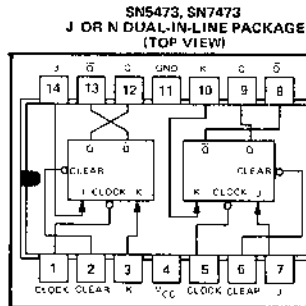 SN5473, SN7473
J OR N DUAL-IN-LINE PACKAGE
(TOP VIEW)
J Q̅ Q GND K Q Q̅
14 13 12 11 10 9 8
Q Q̅ Q̅ Q
CLEAR CLEAR
J CLOCK K K CLOCK J
1 2 3 4 5 6 7
CLOCK CLEAR K VCC CLOCK CLEAR J